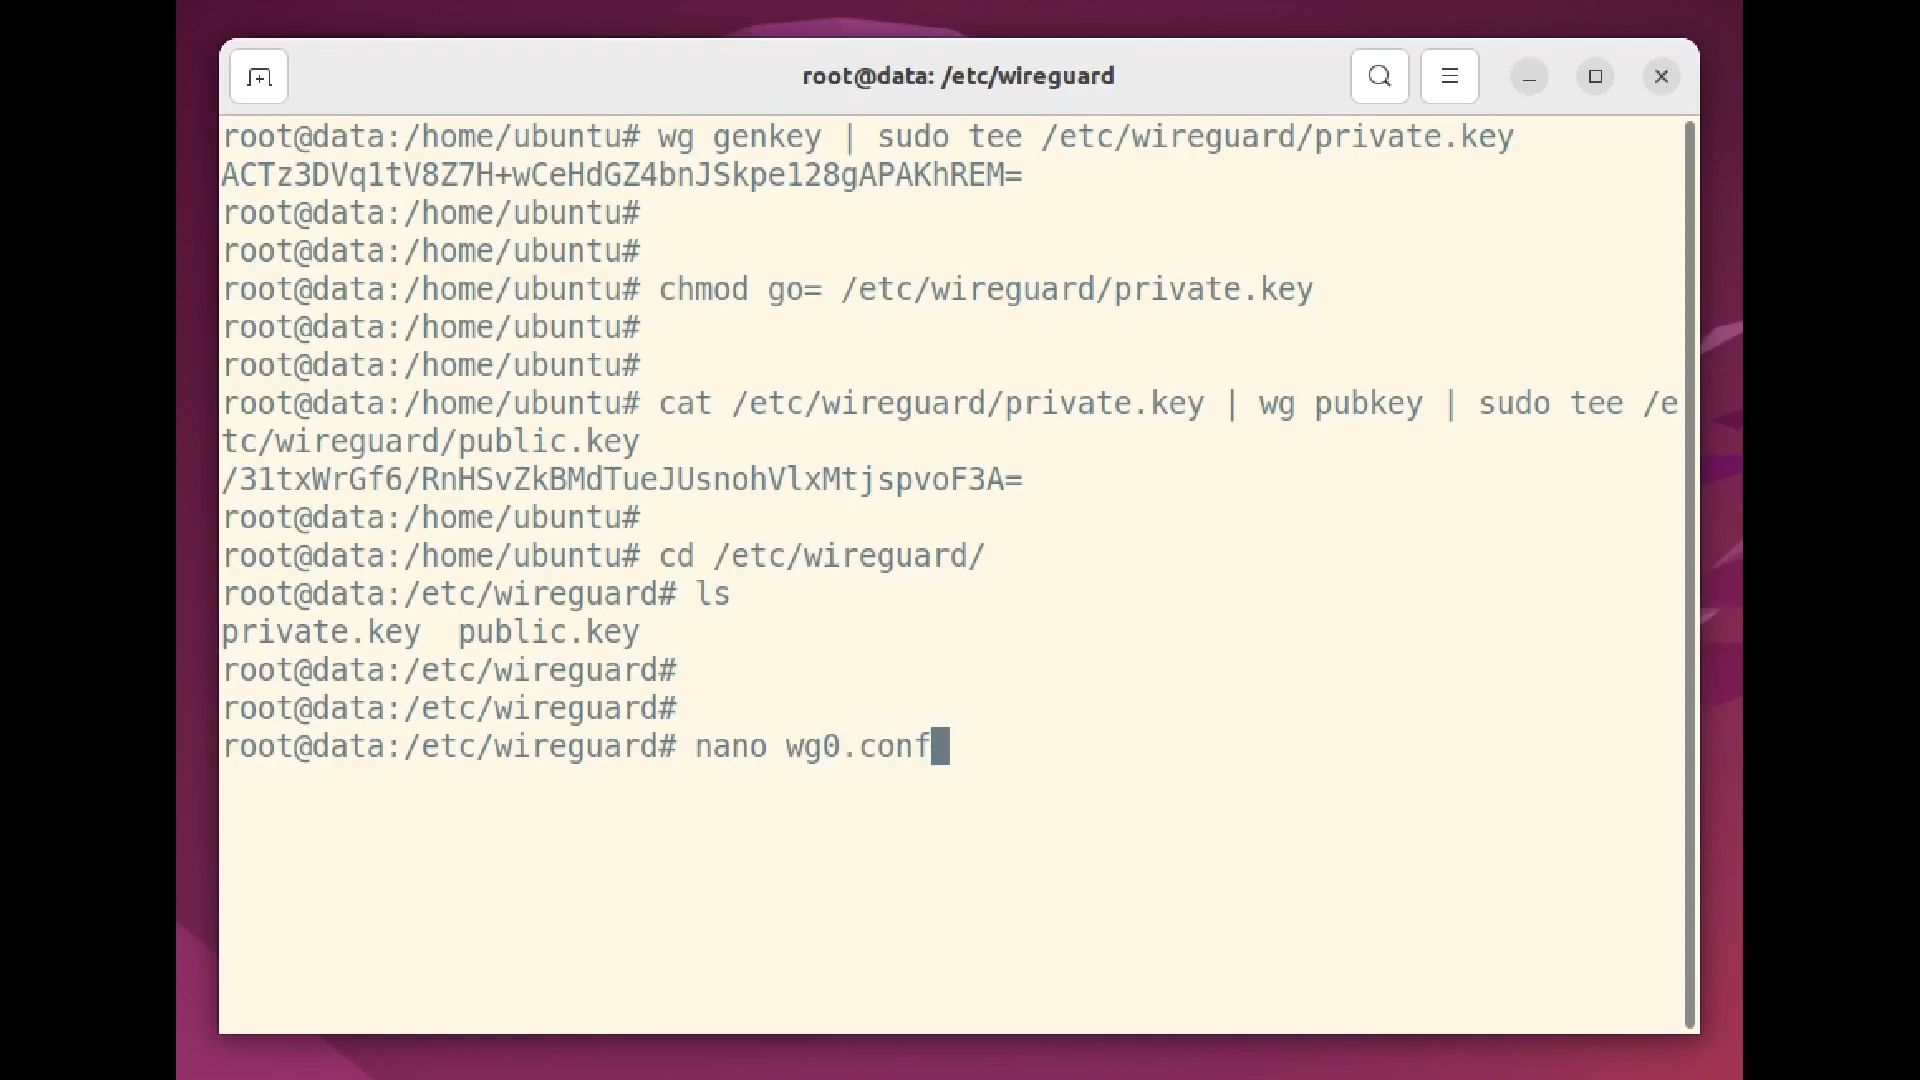 root@data: /etc/wireguard
root@data:/home/ubuntu# wg genkey | sudo tee /etc/wireguard/private.key
ACTz3DVq1tV8Z7H+wCeHdGZ4bnJSkpe128gAPAKhREM=
root@data:/home/ubuntu#
root@data:/home/ubuntu#
root@data:/home/ubuntu# chmod go= /etc/wireguard/private.key
root@data:/home/ubuntu#
root@data:/home/ubuntu#
root@data:/home/ubuntu# cat /etc/wireguard/private.key | wg pubkey | sudo tee /e
tc/wireguard/public.key
/31txWrGf6/RnHSvZkBMdTueJUsnohVlxMtjspvoF3A=
root@data:/home/ubuntu#
root@data:/home/ubuntu# cd /etc/wireguard/
root@data:/etc/wireguard# ls
private.key  public.key
root@data:/etc/wireguard#
root@data:/etc/wireguard#
root@data:/etc/wireguard# nano wg0.conf